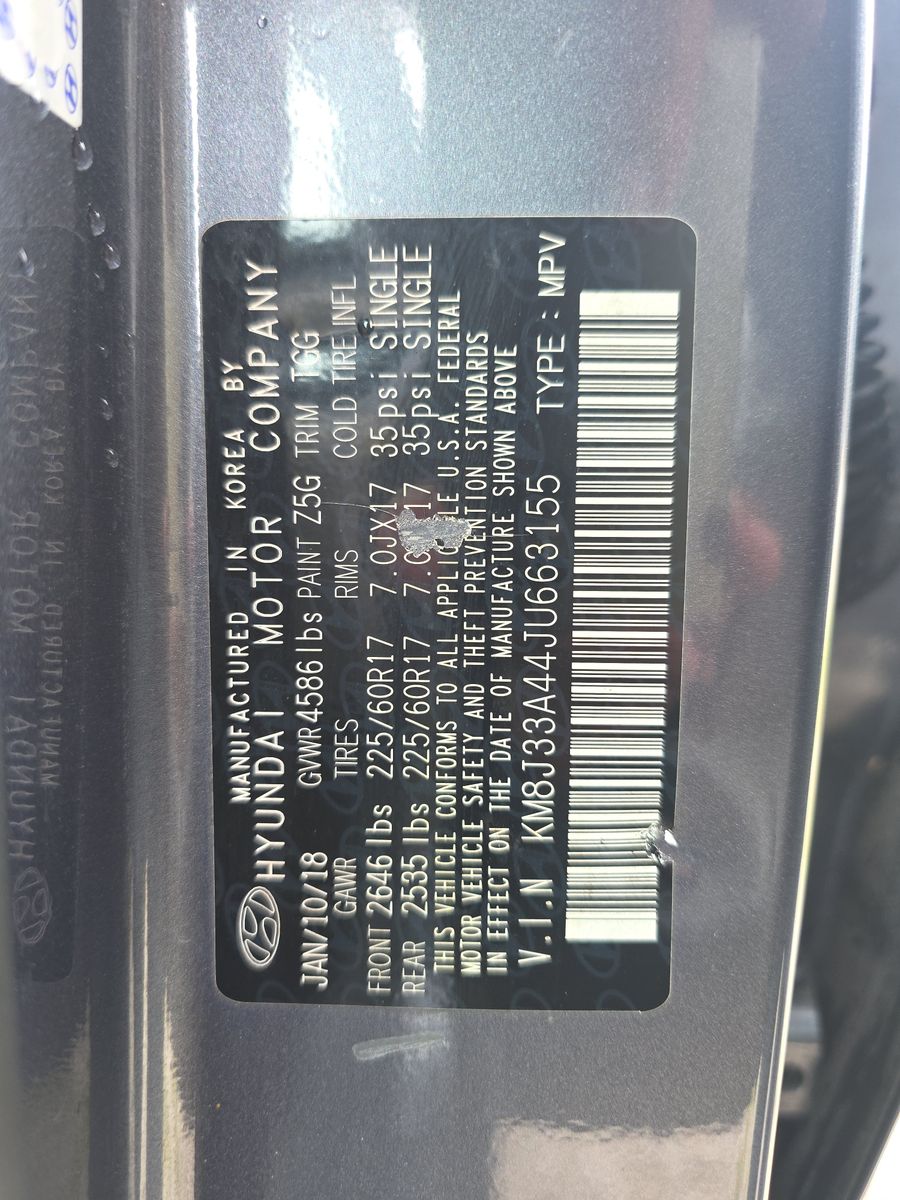 MANUFACTURED IN KOREA BY
HYUNDAI MOTOR COMPANY
JAN/10/18 GVWR4586lbs PAINT Z5G TRIM TGG
GAWR TIRES RIMS COLD TIRE INFL
FRONT 2646 lbs 225/60R17 7.0JX17 35psi SINGLE
REAR 2535 lbs 225/60R17 17 35psi SINGLE
THIS VEHICLE CONFORMS TO ALL U.S.A. FEDERAL
MOTOR VEHICLE SAFETY AND THEFT PREVENTION STANDARDS
IN EFFECT ON THE DATE OF MANUFACTURE SHOWN ABOVE
V.I.N KM8J33A44JU663155 TYPE : MPV